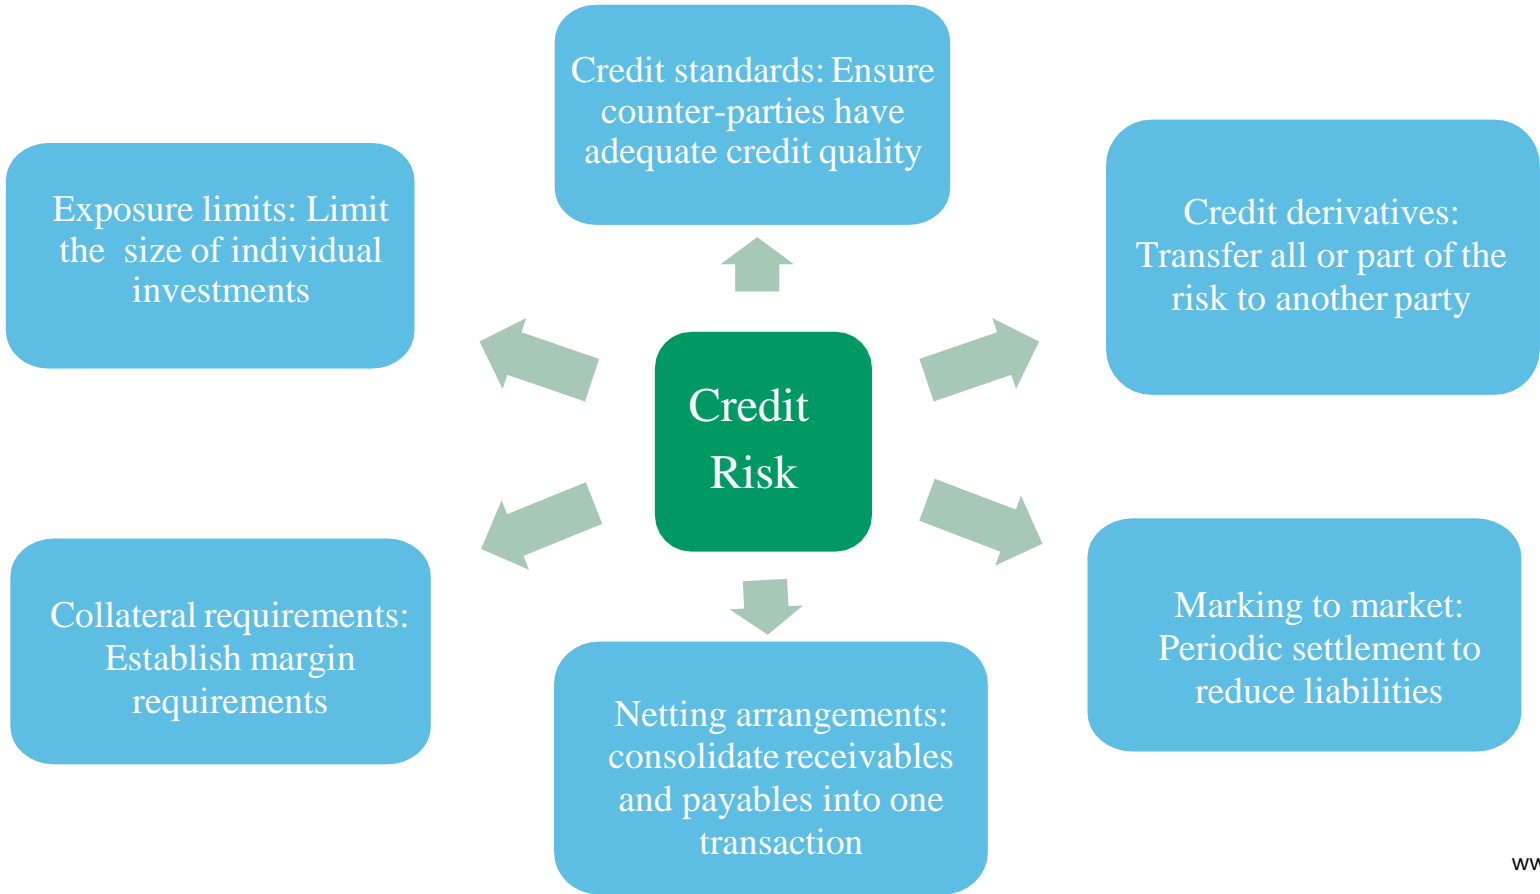 Credit standards: Ensure
counter-parties have
adequate credit quality
Exposure limits: Limit
the size of individual
investments
Credit derivatives:
Transfer all or part of the
risk to another party
Credit
Risk
Collateral requirements:
Establish margin
requirements
Marking to market:
Periodic settlement to
reduce liabilities
Netting arrangements:
consolidate receivables
and payables into one
transaction